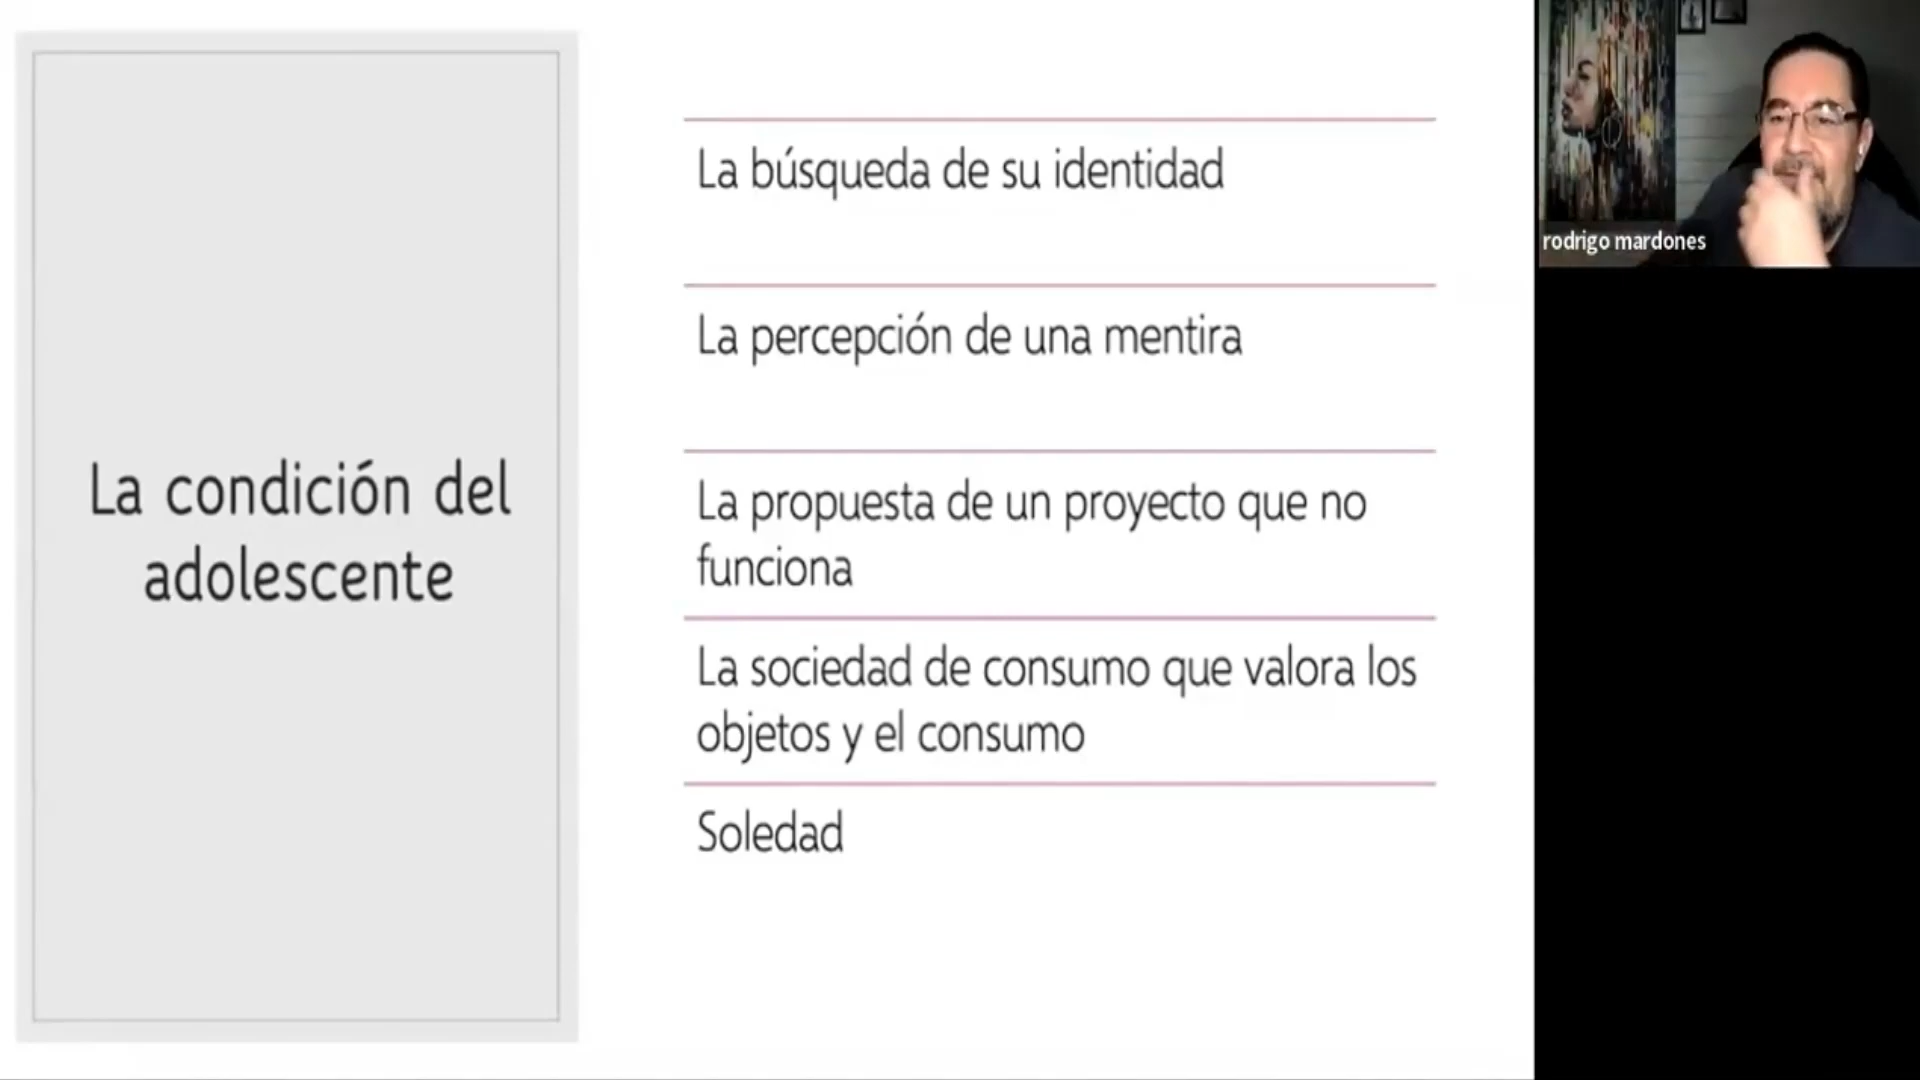 La condición del
adolescente
La búsqueda de su identidad
La percepción de una mentira
La propuesta de un proyecto que no
funciona
La sociedad de consumo que valora los
objetos y el consumo
Soledad
rodrigo mardones